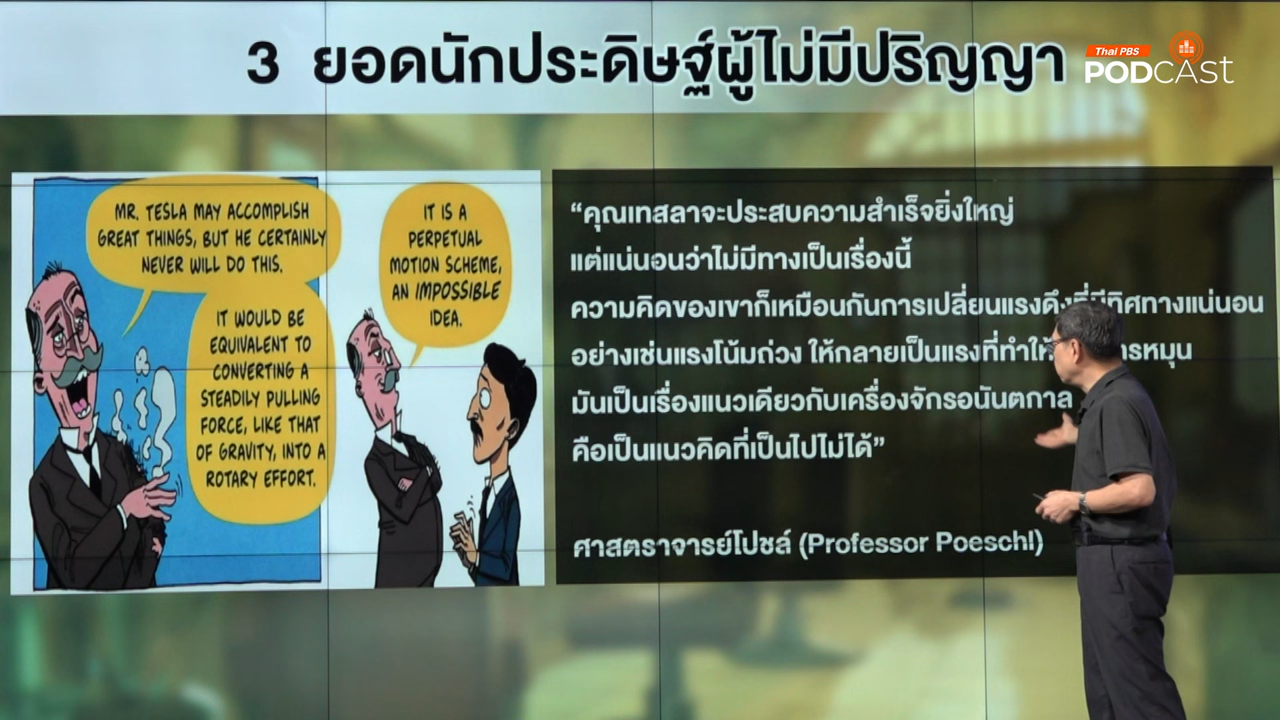 3 ยอดนักประดิษฐ์ผู้ไม่มีปริญญา
Thai PBS
PODCAST
MR. TESLA MAY ACCOMPLISH
GREAT THINGS, BUT HE CERTAINLY
NEVER WILL DO THIS.
IT WOULD BE
EQUIVALENT TO
CONVERTING A
STEADILY PULLING
FORCE, LIKE THAT
OF GRAVITY, INTO A
ROTARY EFFORT.
IT IS A
PERPETUAL
MOTION SCHEME,
AN IMPOSSIBLE
IDEA.
“คุณเทสลาจะประสบความสำเร็จยิ่งใหญ่
แต่แน่นอนว่าไม่มีทางเป็นเรื่องนี้
ความคิดของเขาก็เหมือนกันการเปลี่ยนแรงดึงที่มีทิศทางแน่นอน
อย่างเช่นแรงโน้มถ่วง ให้กลายเป็นแรงที่ทำให้ หมุน
มันเป็นเรื่องแนวเดียวกับเครื่องจักรอนันตกาล
คือเป็นแนวคิดที่เป็นไปไม่ได้”
ศาสตราจารย์โปชล์ (Professor Poeschl)